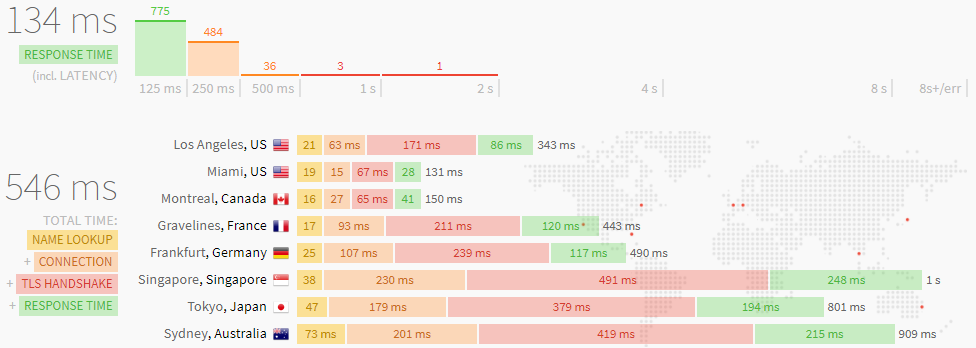 134 ms
RESPONSE TIME
(incl. LATENCY)
775
484
36
3
1
125 ms 250 ms 500 ms 1 s 2 s 4 s 8 s 8s+/err
546 ms
TOTAL TIME:
NAME LOOKUP
+ CONNECTION
+ TLS HANDSHAKE
+ RESPONSE TIME
Los Angeles, US 21 63 ms 171 ms 86 ms 343 ms
Miami, US 19 15 67 ms 28 131 ms
Montreal, Canada 16 27 65 ms 41 150 ms
Gravelines, France 17 93 ms 211 ms 120 ms 443 ms
Frankfurt, Germany 25 107 ms 239 ms 117 ms 490 ms
Singapore, Singapore 38 230 ms 491 ms 248 ms 1 s
Tokyo, Japan 47 179 ms 379 ms 194 ms 801 ms
Sydney, Australia 73 ms 201 ms 419 ms 215 ms 909 ms